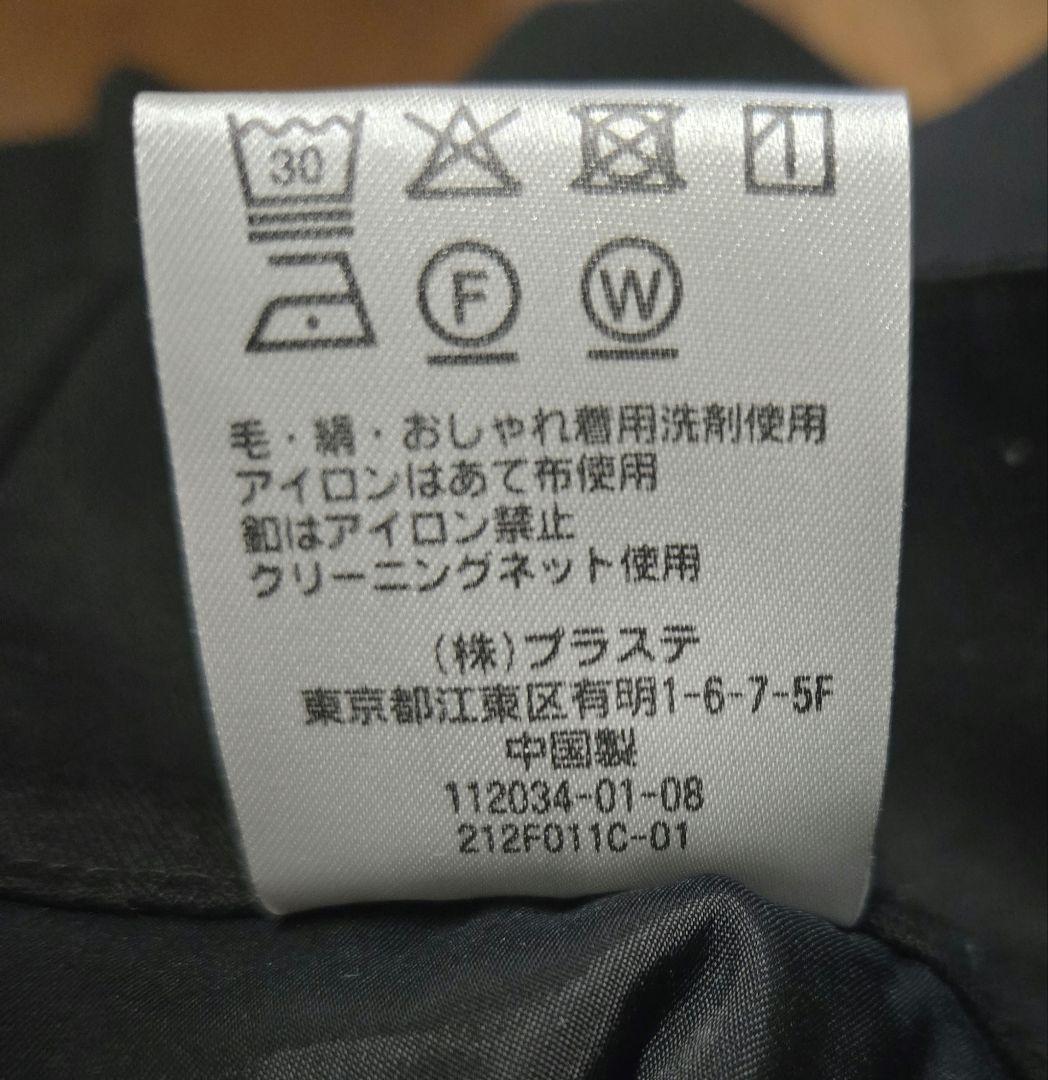 30
F W
毛・絹・おしゃれ着用洗剤使用
アイロンはあて布使用
釦はアイロン禁止
クリーニングネット使用
(株)プラステ
東京都江東区有明1-6-7-5F
中国製
112034-01-08
212F011C-01